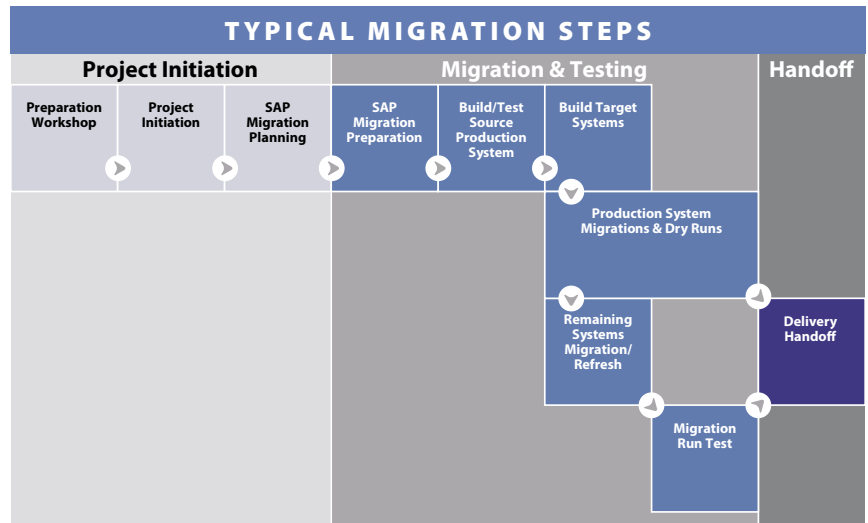 TYPICAL MIGRATION STEPS
Project Initiation
Migration & Testing
Handoff
Preparation
Workshop
Project
Initiation
SAP
Migration
Planning
SAP
Migration
Preparation
Build/Test
Source
Production
System
Build Target
Systems
Production System
Migrations & Dry Runs
Remaining
Systems
Migration/
Refresh
Delivery
Handoff
Migration
Run Test